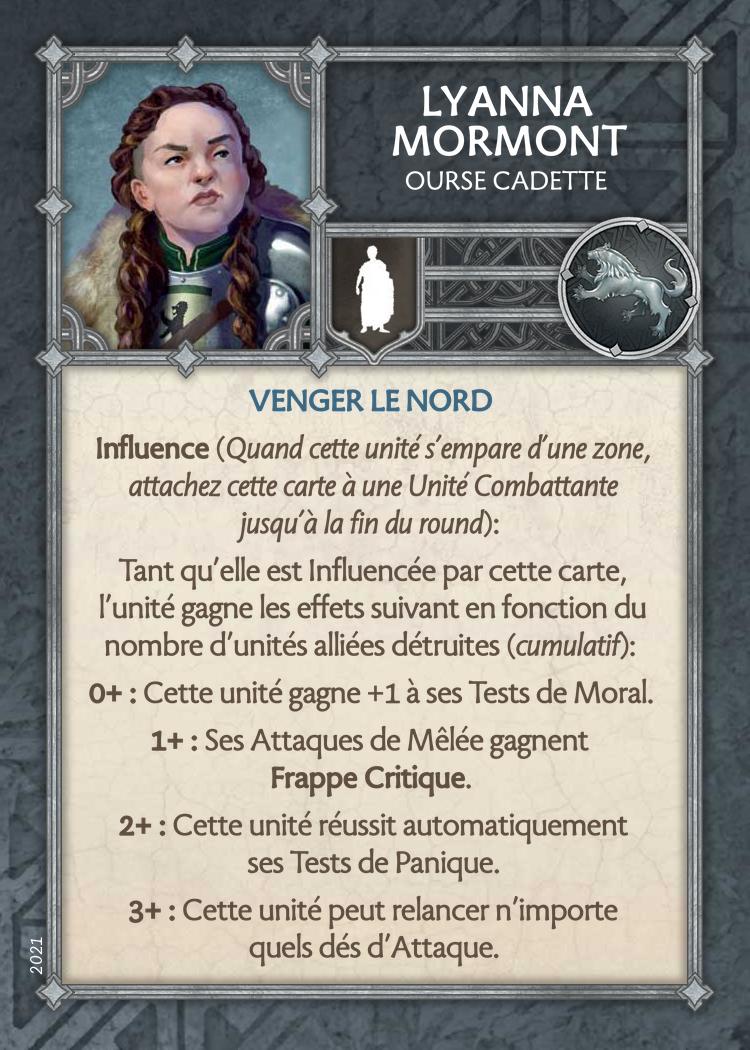 LYANNA
MORMONT
OURSE CADETTE
VENGER LE NORD
Influence (Quand cette unité s'empare d'une zone,
attachez cette carte à une Unité Combattante
jusqu'à la fin du round):
Tant qu'elle est Influencée par cette carte,
l'unité gagne les effets suivant en fonction du
nombre d'unités alliées détruites (cumulatif):
0+ : Cette unité gagne +1 à ses Tests de Moral.
1+ : Ses Attaques de Mêlée gagnent
Frappe Critique.
2+ : Cette unité réussit automatiquement
ses Tests de Panique.
3+ : Cette unité peut relancer n'importe
quels dés d'Attaque.
2021